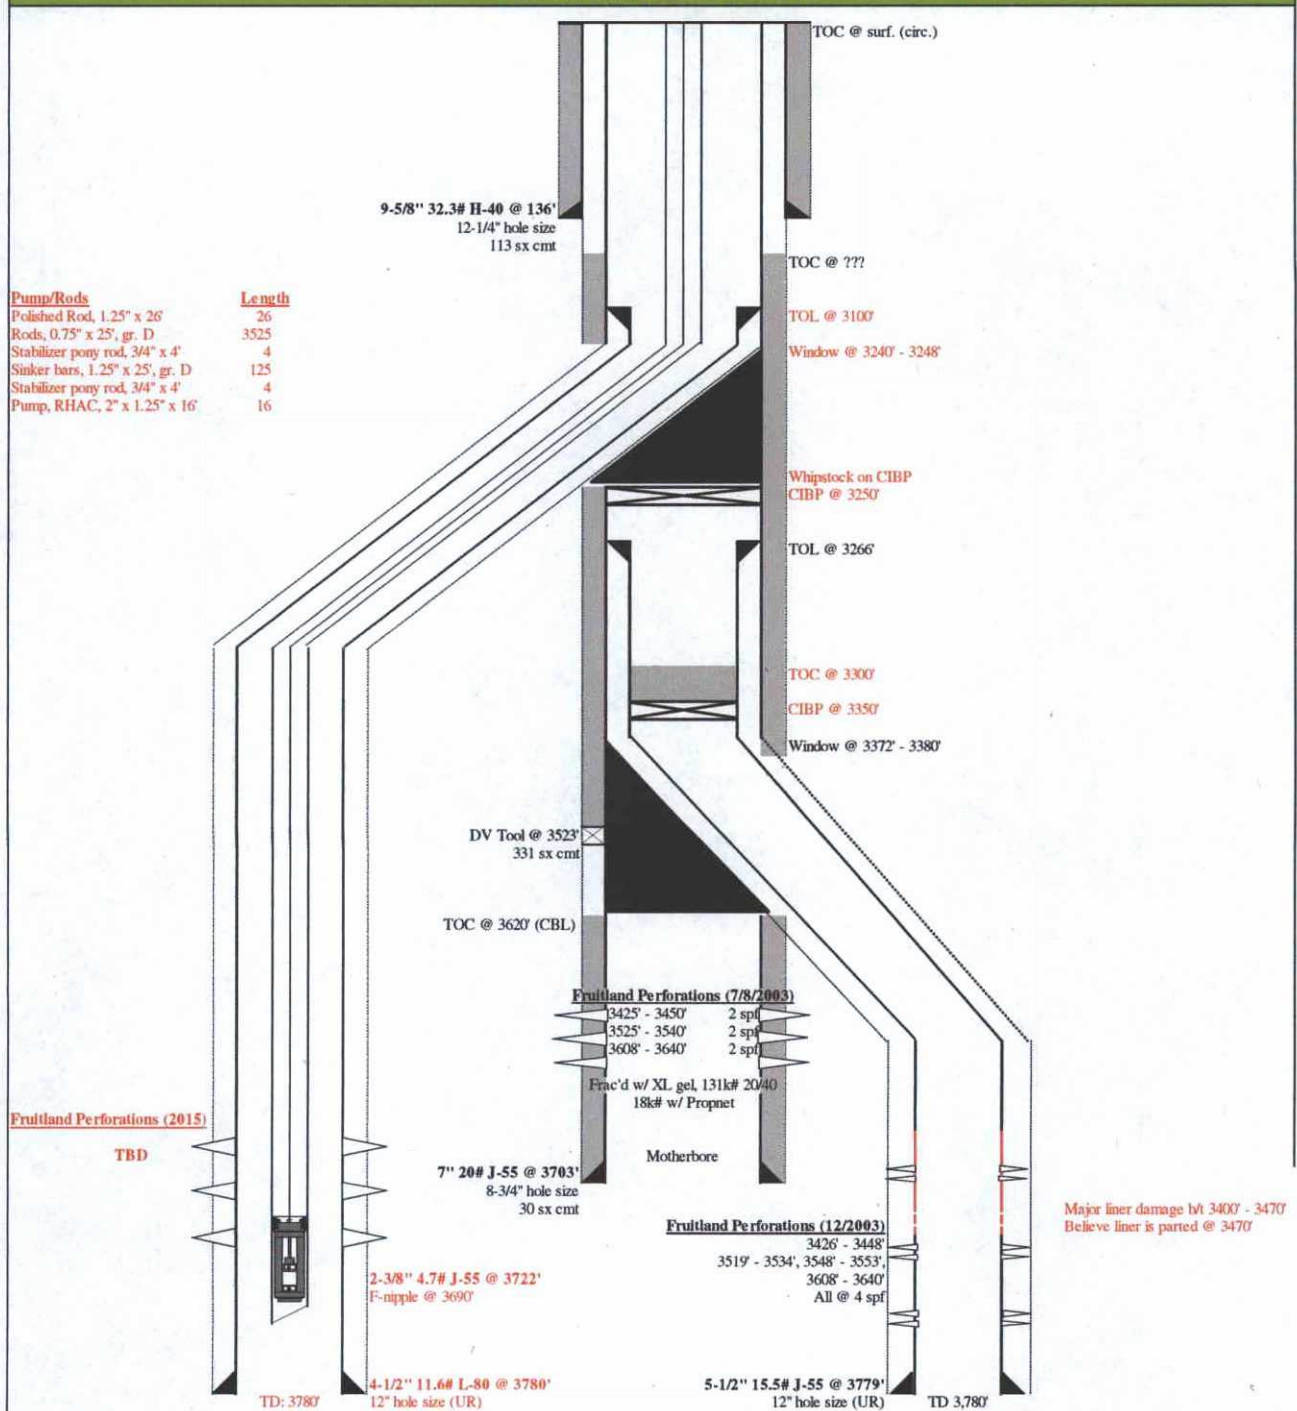 TOC @ surf. (circ.)
9-5/8" 32.3# H-40 @ 136'
12-1/4" hole size
113 sx cmt
TOC @ ???
Pump/Rods Length
Polished Rod, 1.25" x 26' 26
Rods, 0.75" x 25', gr. D 3525
Stabilizer pony rod, 3/4" x 4' 4
Sinker bars, 1.25" x 25', gr. D 125
Stabilizer pony rod, 3/4" x 4' 4
Pump, RHAC, 2" x 1.25" x 16' 16
TOL @ 3100'
Window @ 3240' - 3248'
Whipstock on CIBP
CIBP @ 3250'
TOL @ 3266'
TOC @ 3300'
CIBP @ 3350'
Window @ 3372' - 3380'
DV Tool @ 3523'
331 sx cmt
TOC @ 3620' (CBL)
Fruitland Perforations (7/8/2003)
3425' - 3450' 2 spf
3525' - 3540' 2 spf
3608' - 3640' 2 spf
Frac'd w/ XL gel, 131k# 20/40
18k# w/ Propnet
Fruitland Perforations (2015)
TBD
Motherbore
7" 20# J-55 @ 3703'
8-3/4" hole size
30 sx cmt
Major liner damage b/t 3400' - 3470'
Believe liner is parted @ 3470'
Fruitland Perforations (12/2003)
3426' - 3448'
3519' - 3534', 3548' - 3553',
3608' - 3640'
All @ 4 spf
2-3/8" 4.7# J-55 @ 3722'
F-nipple @ 3690'
4-1/2" 11.6# L-80 @ 3780'
12" hole size (UR)
TD: 3780'
5-1/2" 15.5# J-55 @ 3779'
12" hole size (UR)
TD 3,780'